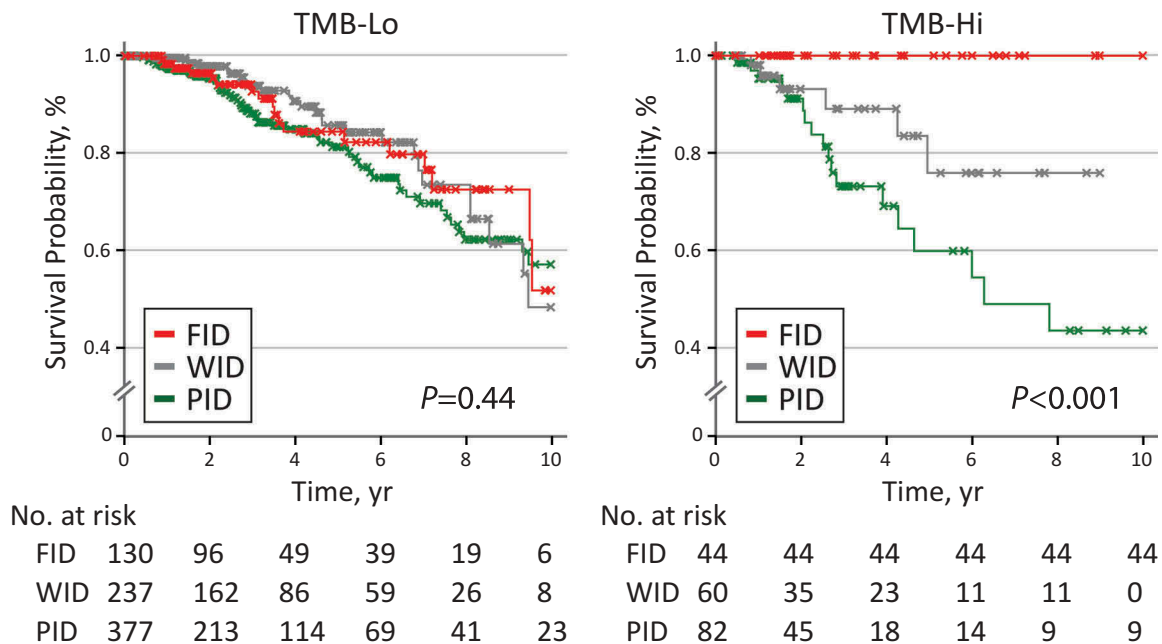 TMB-Lo
Survival Probability, %
1.0
0.8
0.6
0.4
0
FID
WID
PID
P=0.44
0 2 4 6 8 10
Time, yr
No. at risk
FID 130 96 49 39 19 6
WID 237 162 86 59 26 8
PID 377 213 114 69 41 23
TMB-Hi
Survival Probability, %
1.0
0.8
0.6
0.4
0
FID
WID
PID
P<0.001
0 2 4 6 8 10
Time, yr
No. at risk
FID 44 44 44 44 44 44
WID 60 35 23 11 11 0
PID 82 45 18 14 9 9